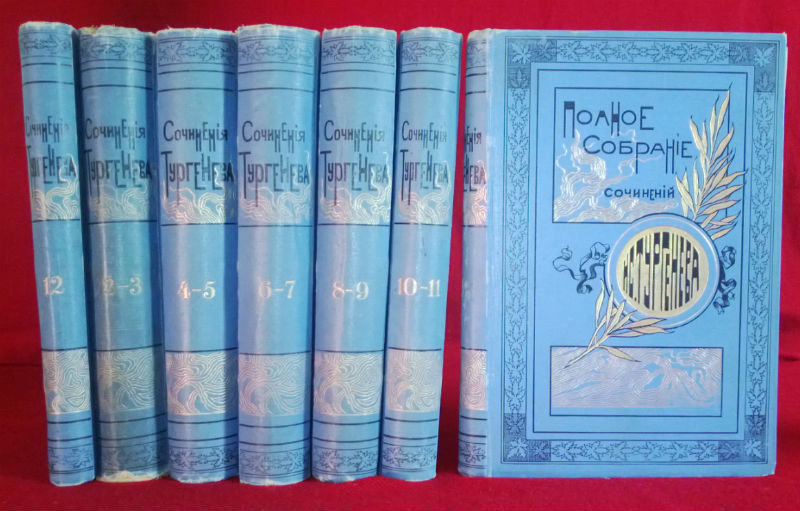 Сочиненія
Тургенева
12
Сочиненія
Тургенева
2-3
Сочиненія
Тургенева
4-5
Сочиненія
Тургенева
6-7
Сочиненія
Тургенева
8-9
Сочиненія
Тургенева
10-11
Полное
Собраніе
сочиненій
И.С.Тургенева